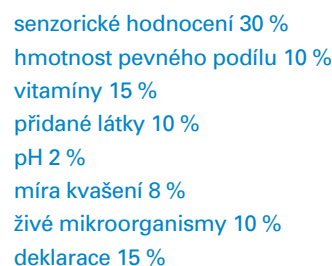 senzorické hodnocení 30 %
hmotnost pevného podílu 10 %
vitamíny 15 %
přidané látky 10 %
pH 2 %
míra kvašení 8 %
živé mikroorganismy 10 %
deklarace 15 %